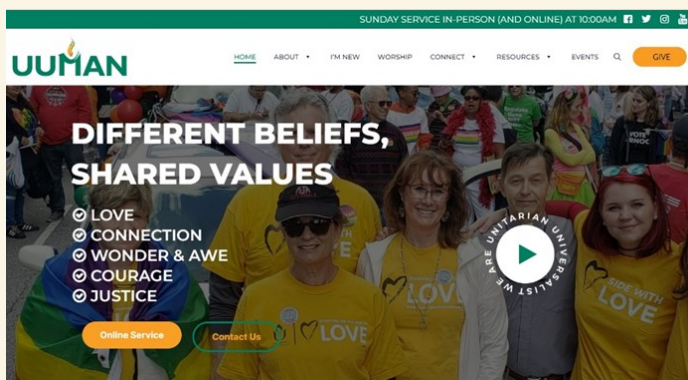 SUNDAY SERVICE IN-PERSON (AND ONLINE) AT 10:00AM
UUMAN
HOME ABOUT I'M NEW WORSHIP CONNECT RESOURCES EVENTS GIVE
DIFFERENT BELIEFS,
SHARED VALUES
LOVE
CONNECTION
WONDER & AWE
COURAGE
JUSTICE
Online Service Contact Us
WE ARE UNITARIAN UNIVERSALIST
VOTE
LOVE
LOVE
SIDE WITH
LOVE